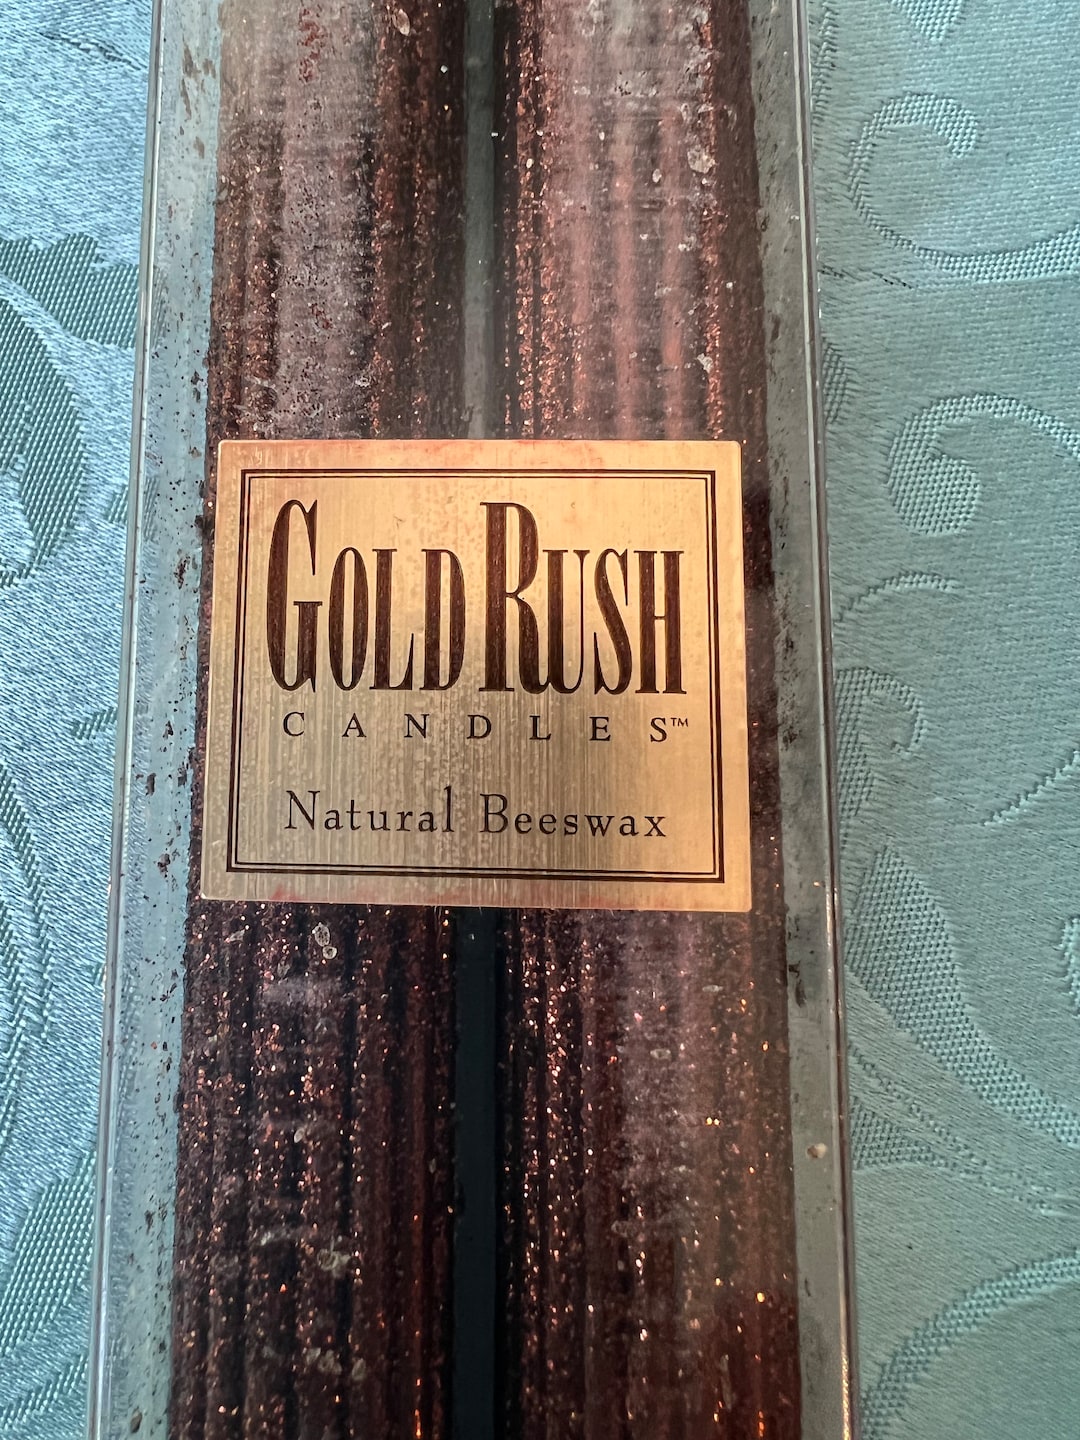 GOLD RUSH
CANDLES™
Natural Beeswax